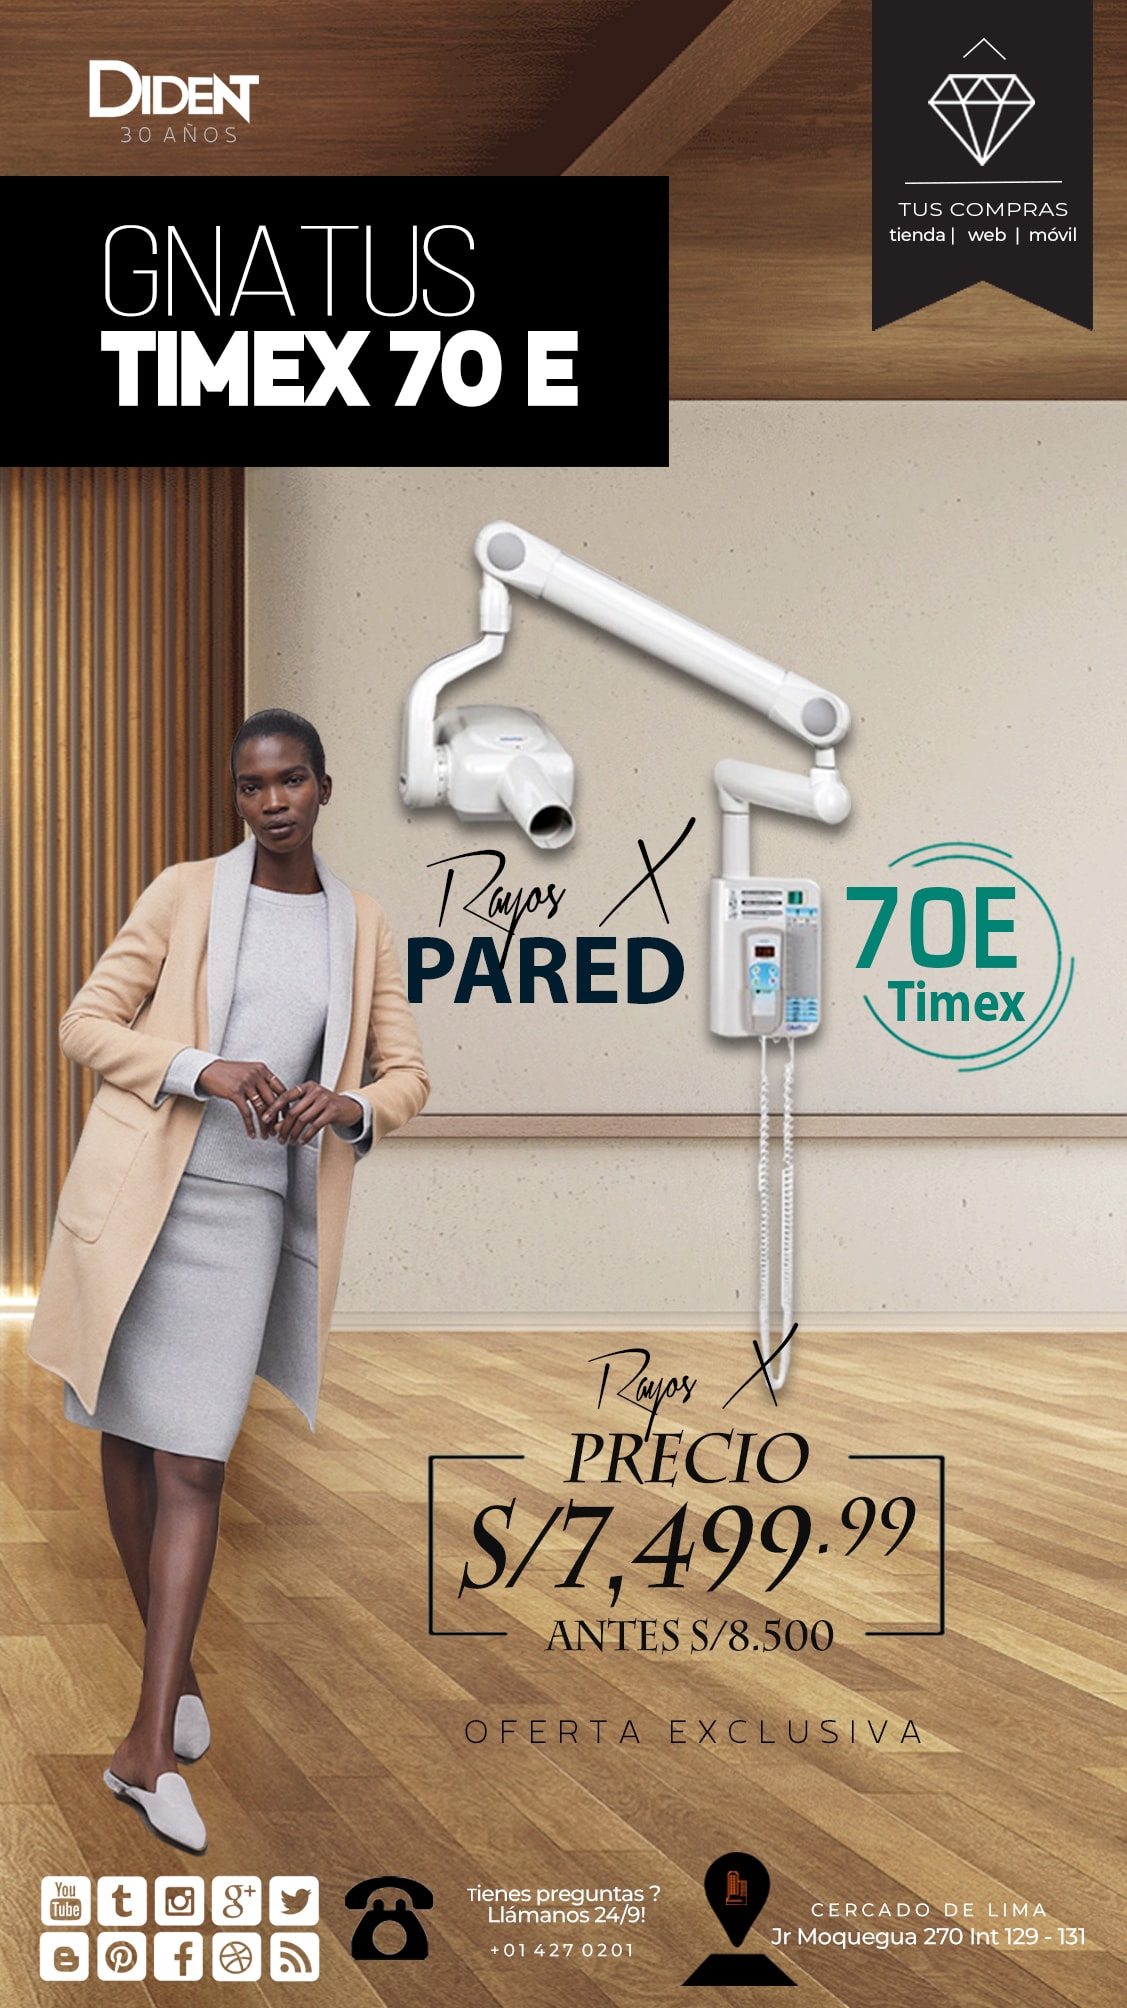 DIDENT
30 AÑOS
TUS COMPRAS
tienda | web | móvil
GNATUS
TIMEX 70 E
Rayos X
PARED
70E
Timex
Rayos X
PRECIO
S/7,499.99
ANTES S/8.500
OFERTA EXCLUSIVA
You
Tube
Tienes preguntas ?
Llámanos 24/9!
+01 427 0201
CERCADO DE LIMA
Jr Moquegua 270 Int 129 - 131